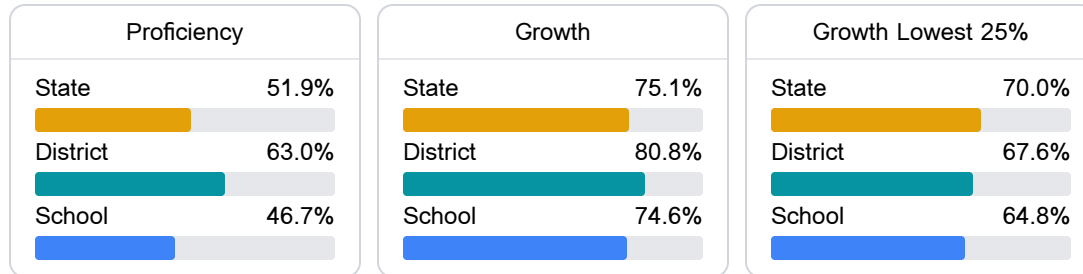 Proficiency
State 51.9%
District 63.0%
School 46.7%
Growth
State 75.1%
District 80.8%
School 74.6%
Growth Lowest 25%
State 70.0%
District 67.6%
School 64.8%